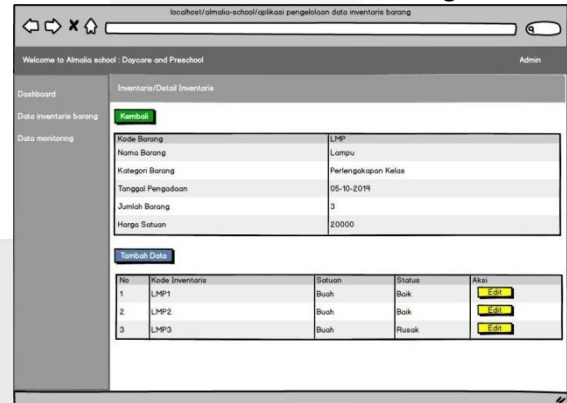 localhost/almalia-school/aplikasi pengelolaan data inventaris barang
Welcome to Almalia school : Daycare and Preschool Admin
Dashboard
Inventaris/Detail Inventaris
Data inventaris barang
Kembali
Data monitoring
Kode Barang LMP
Nama Barang Lampu
Kategori Barang Perlengakapan Kelas
Tanggal Pengadaan 05-10-2019
Jumlah Barang 3
Harga Satuan 20000
Tambah Data
No Kode Inventaris Satuan Status Aksi
1 LMP1 Buah Baik Edit
2 LMP2 Buah Baik Edit
3 LMP3 Buah Rusak Edit